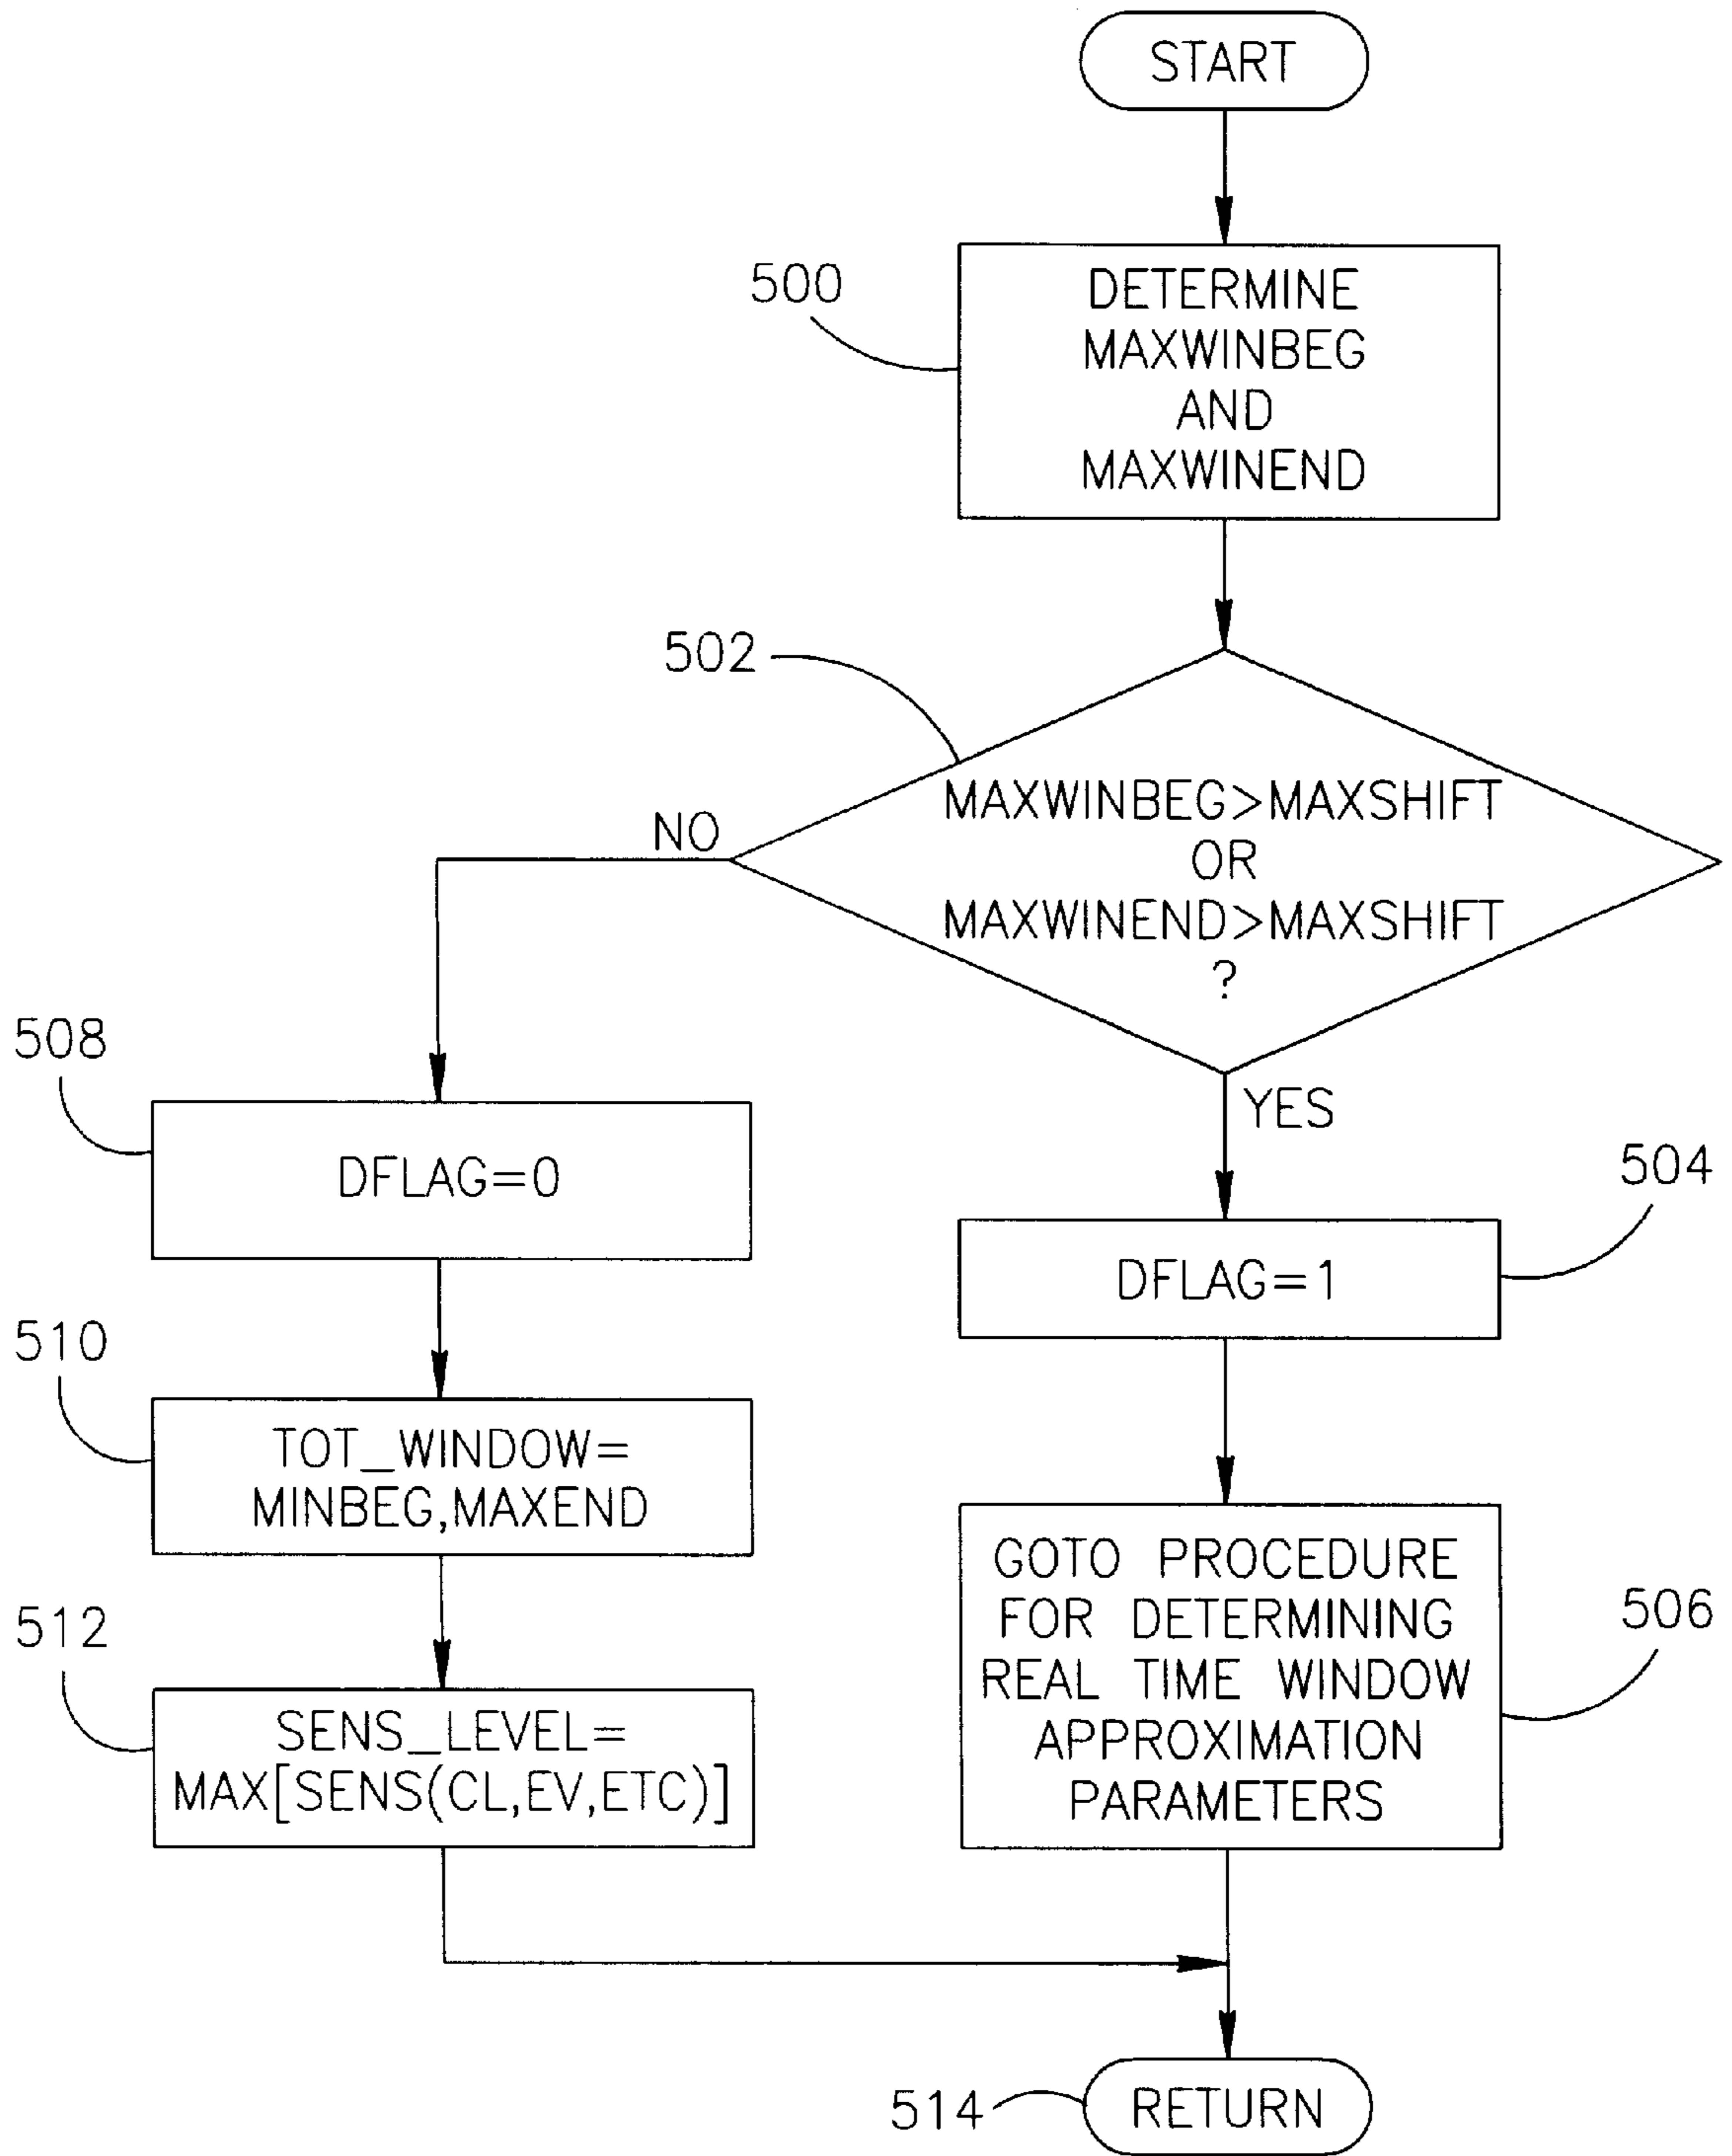 START
500
DETERMINE
MAXWINBEG
AND
MAXWINEND
502
MAXWINBEG>MAXSHIFT
OR
MAXWINEND>MAXSHIFT
?
NO
YES
508
DFLAG=0
504
DFLAG=1
510
TOT_WINDOW=
MINBEG,MAXEND
512
SENS_LEVEL=
MAX[SENS(CL,EV,ETC)]
GOTO PROCEDURE
FOR DETERMINING
REAL TIME WINDOW
APPROXIMATION
PARAMETERS
506
514
RETURN